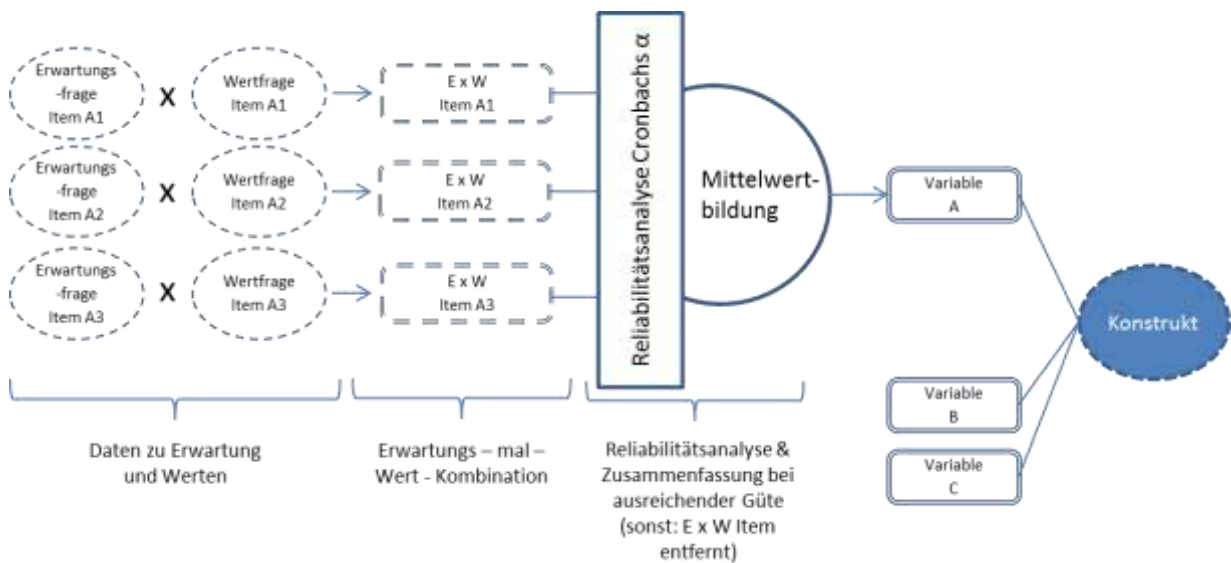 Erwartungs
-frage
Item A1
X
Wertfrage
Item A1
E x W
Item A1
Erwartungs
-frage
Item A2
X
Wertfrage
Item A2
E x W
Item A2
Erwartungs
-frage
Item A3
X
Wertfrage
Item A3
E x W
Item A3
Reliabilitätsanalyse Cronbachs α
Mittelwert-
bildung
Variable
A
Variable
B
Variable
C
Konstrukt
Daten zu Erwartung
und Werten
Erwartungs – mal –
Wert - Kombination
Reliabilitätsanalyse &
Zusammenfassung bei
ausreichender Güte
(sonst: E x W Item
entfernt)